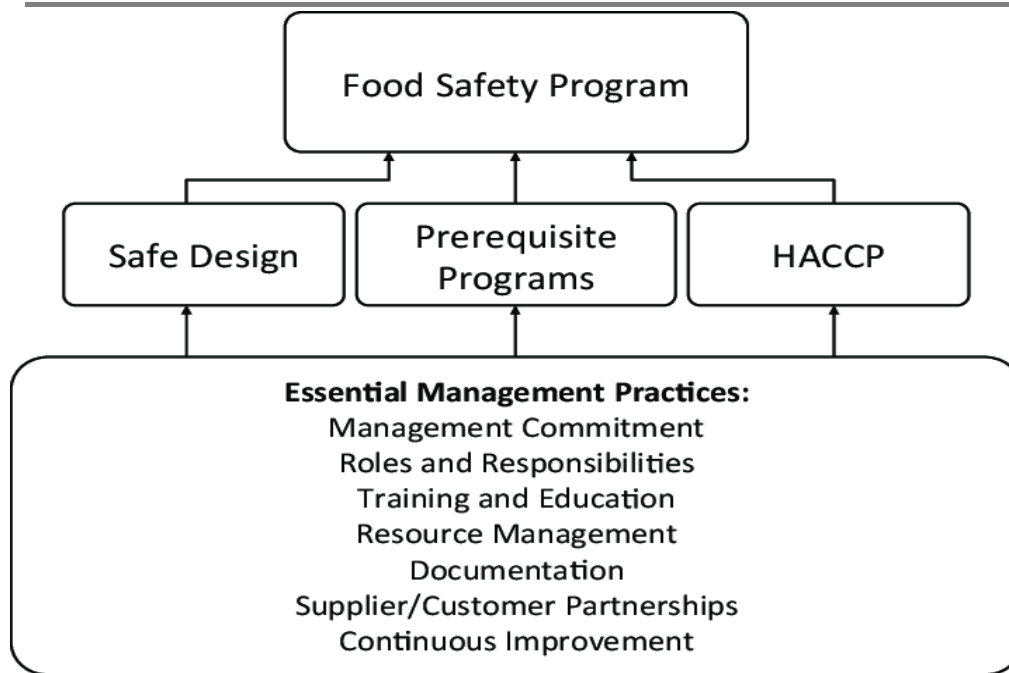 Food Safety Program
Safe Design
Prerequisite
Programs
HACCP
Essential Management Practices:
Management Commitment
Roles and Responsibilities
Training and Education
Resource Management
Documentation
Supplier/Customer Partnerships
Continuous Improvement